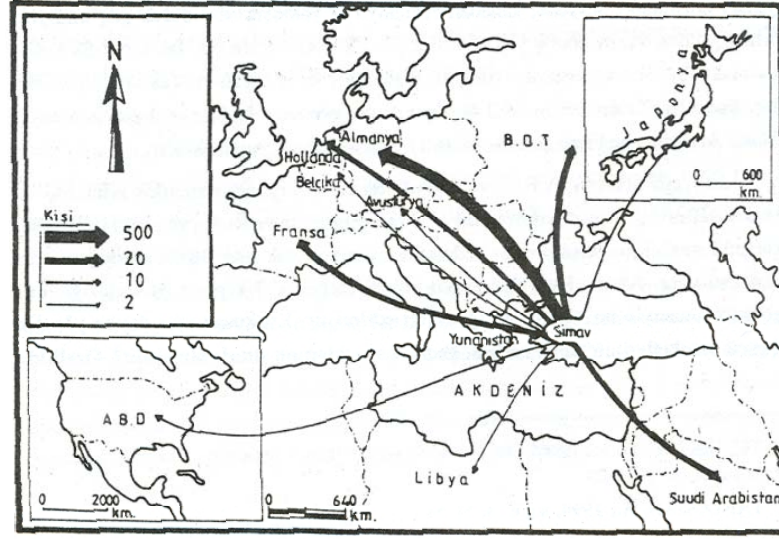 N
Kişi
500
20
10
2
Japonya
0 600
km.
Almanya
B.D.T
Hollanda
Belçika
Avusturya
Fransa
Yunanistan
Simav
AKDENİZ
A.B.D
Libya
Suudi Arabistan
0 2000
km.
0 640
km.